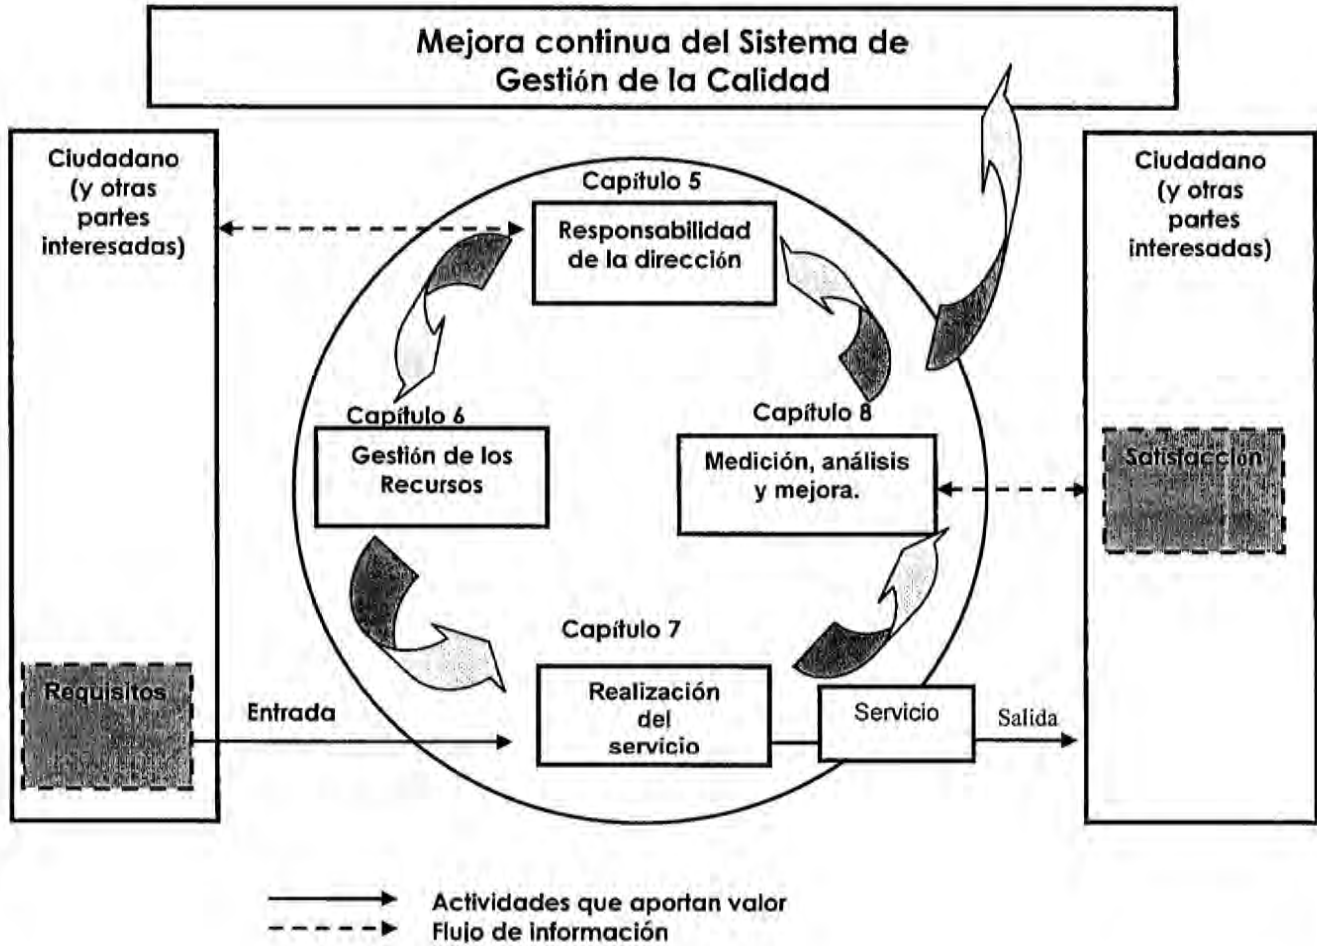 Mejora continua del Sistema de
Gestión de la Calidad
Ciudadano
(y otras
partes
interesadas)
Capítulo 5
Responsabilidad
de la dirección
Ciudadano
(y otras
partes
interesadas)
Capítulo 6
Gestión de los
Recursos
Capítulo 8
Medición, análisis
y mejora.
Satisfacción
Capítulo 7
Requisitos
Entrada
Realización
del
servicio
Servicio
Salida
Actividades que aportan valor
Flujo de información